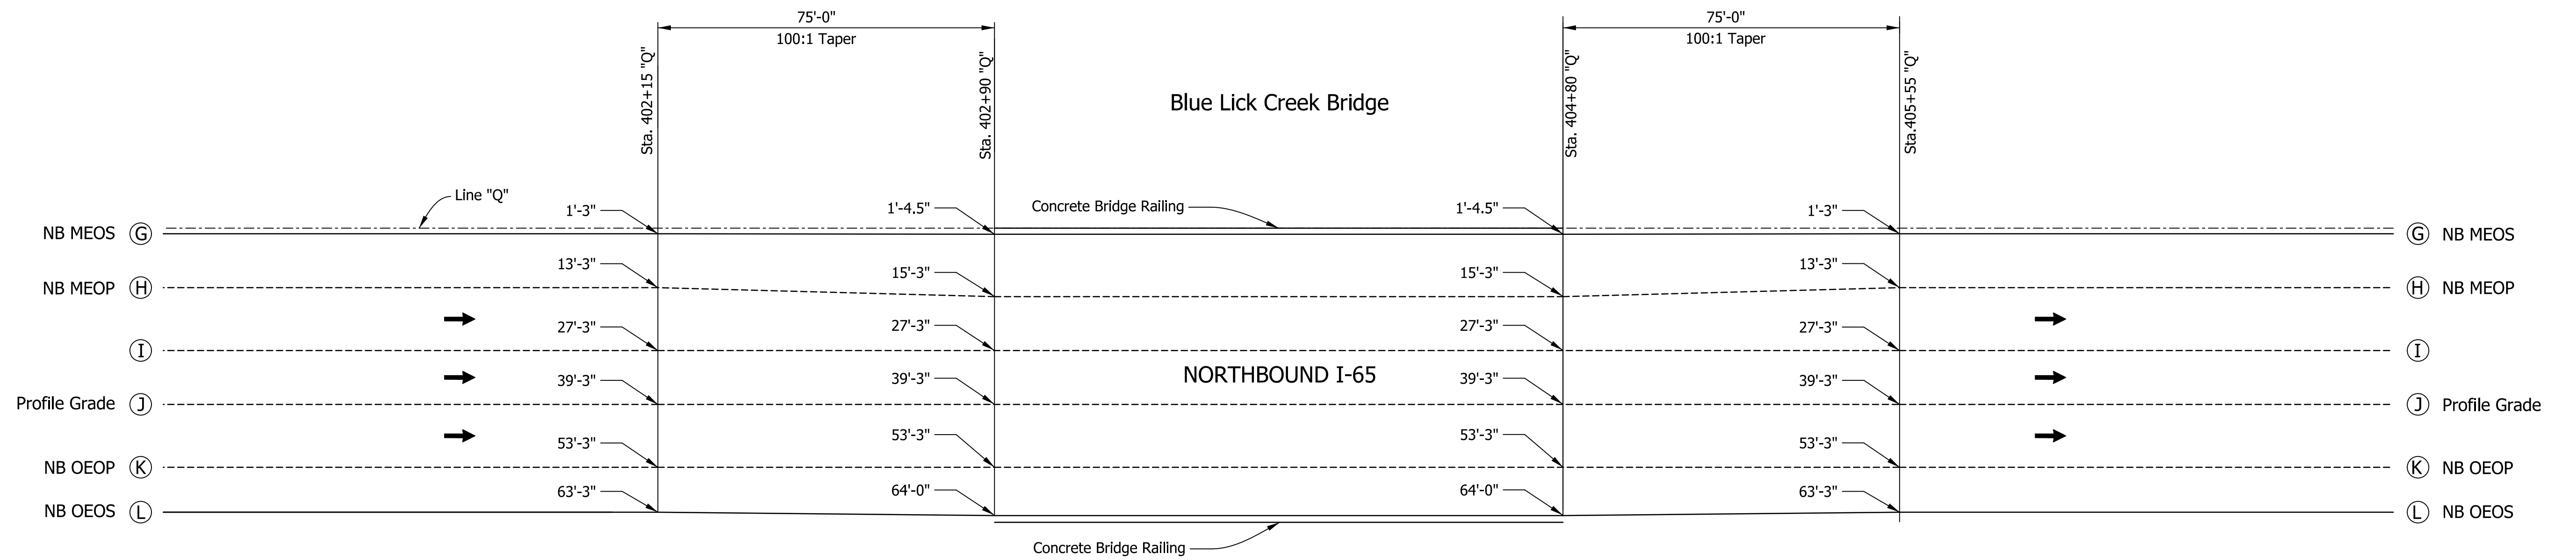 75'-0"
75'-0"
100:1 Taper
100:1 Taper
Sta. 402+15 "Q"
Sta. 402+90 "Q"
Sta. 404+80 "Q"
Sta.405+55 "Q"
Blue Lick Creek Bridge
Line "Q"
1'-3"
1'-4.5"
Concrete Bridge Railing
1'-4.5"
1'-3"
NB MEOS G
G NB MEOS
13'-3"
15'-3"
15'-3"
13'-3"
NB MEOP H
H NB MEOP
27'-3"
27'-3"
27'-3"
27'-3"
I
I
NORTHBOUND I-65
39'-3"
39'-3"
39'-3"
39'-3"
Profile Grade J
J Profile Grade
53'-3"
53'-3"
53'-3"
53'-3"
NB OEOP K
K NB OEOP
63'-3"
64'-0"
64'-0"
63'-3"
NB OEOS L
L NB OEOS
Concrete Bridge Railing